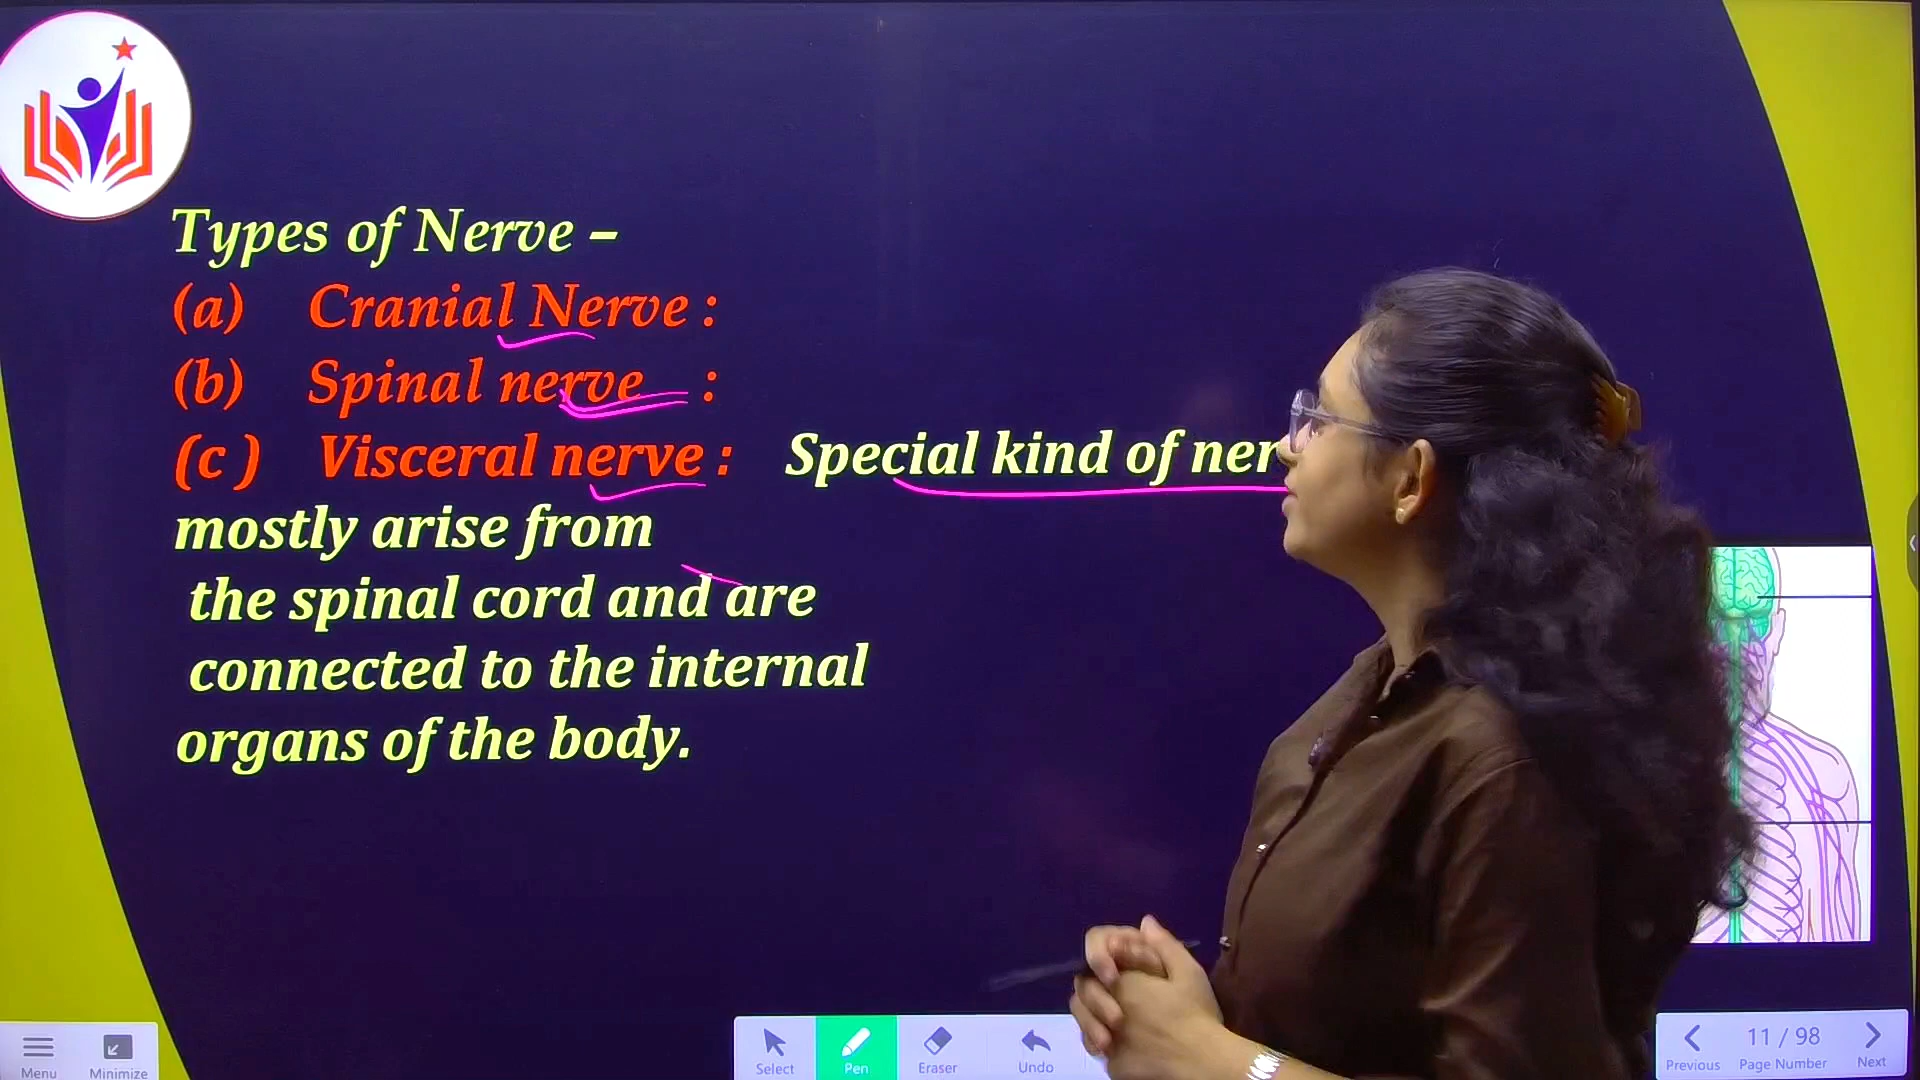 Types of Nerve –
(a) Cranial Nerve :
(b) Spinal nerve :
(c ) Visceral nerve : Special kind of
mostly arise from
the spinal cord and are
connected to the internal
organs of the body.
Menu
Minimize
Select
Pen
Eraser
Undo
Previous
11 / 98
Page Number
Next